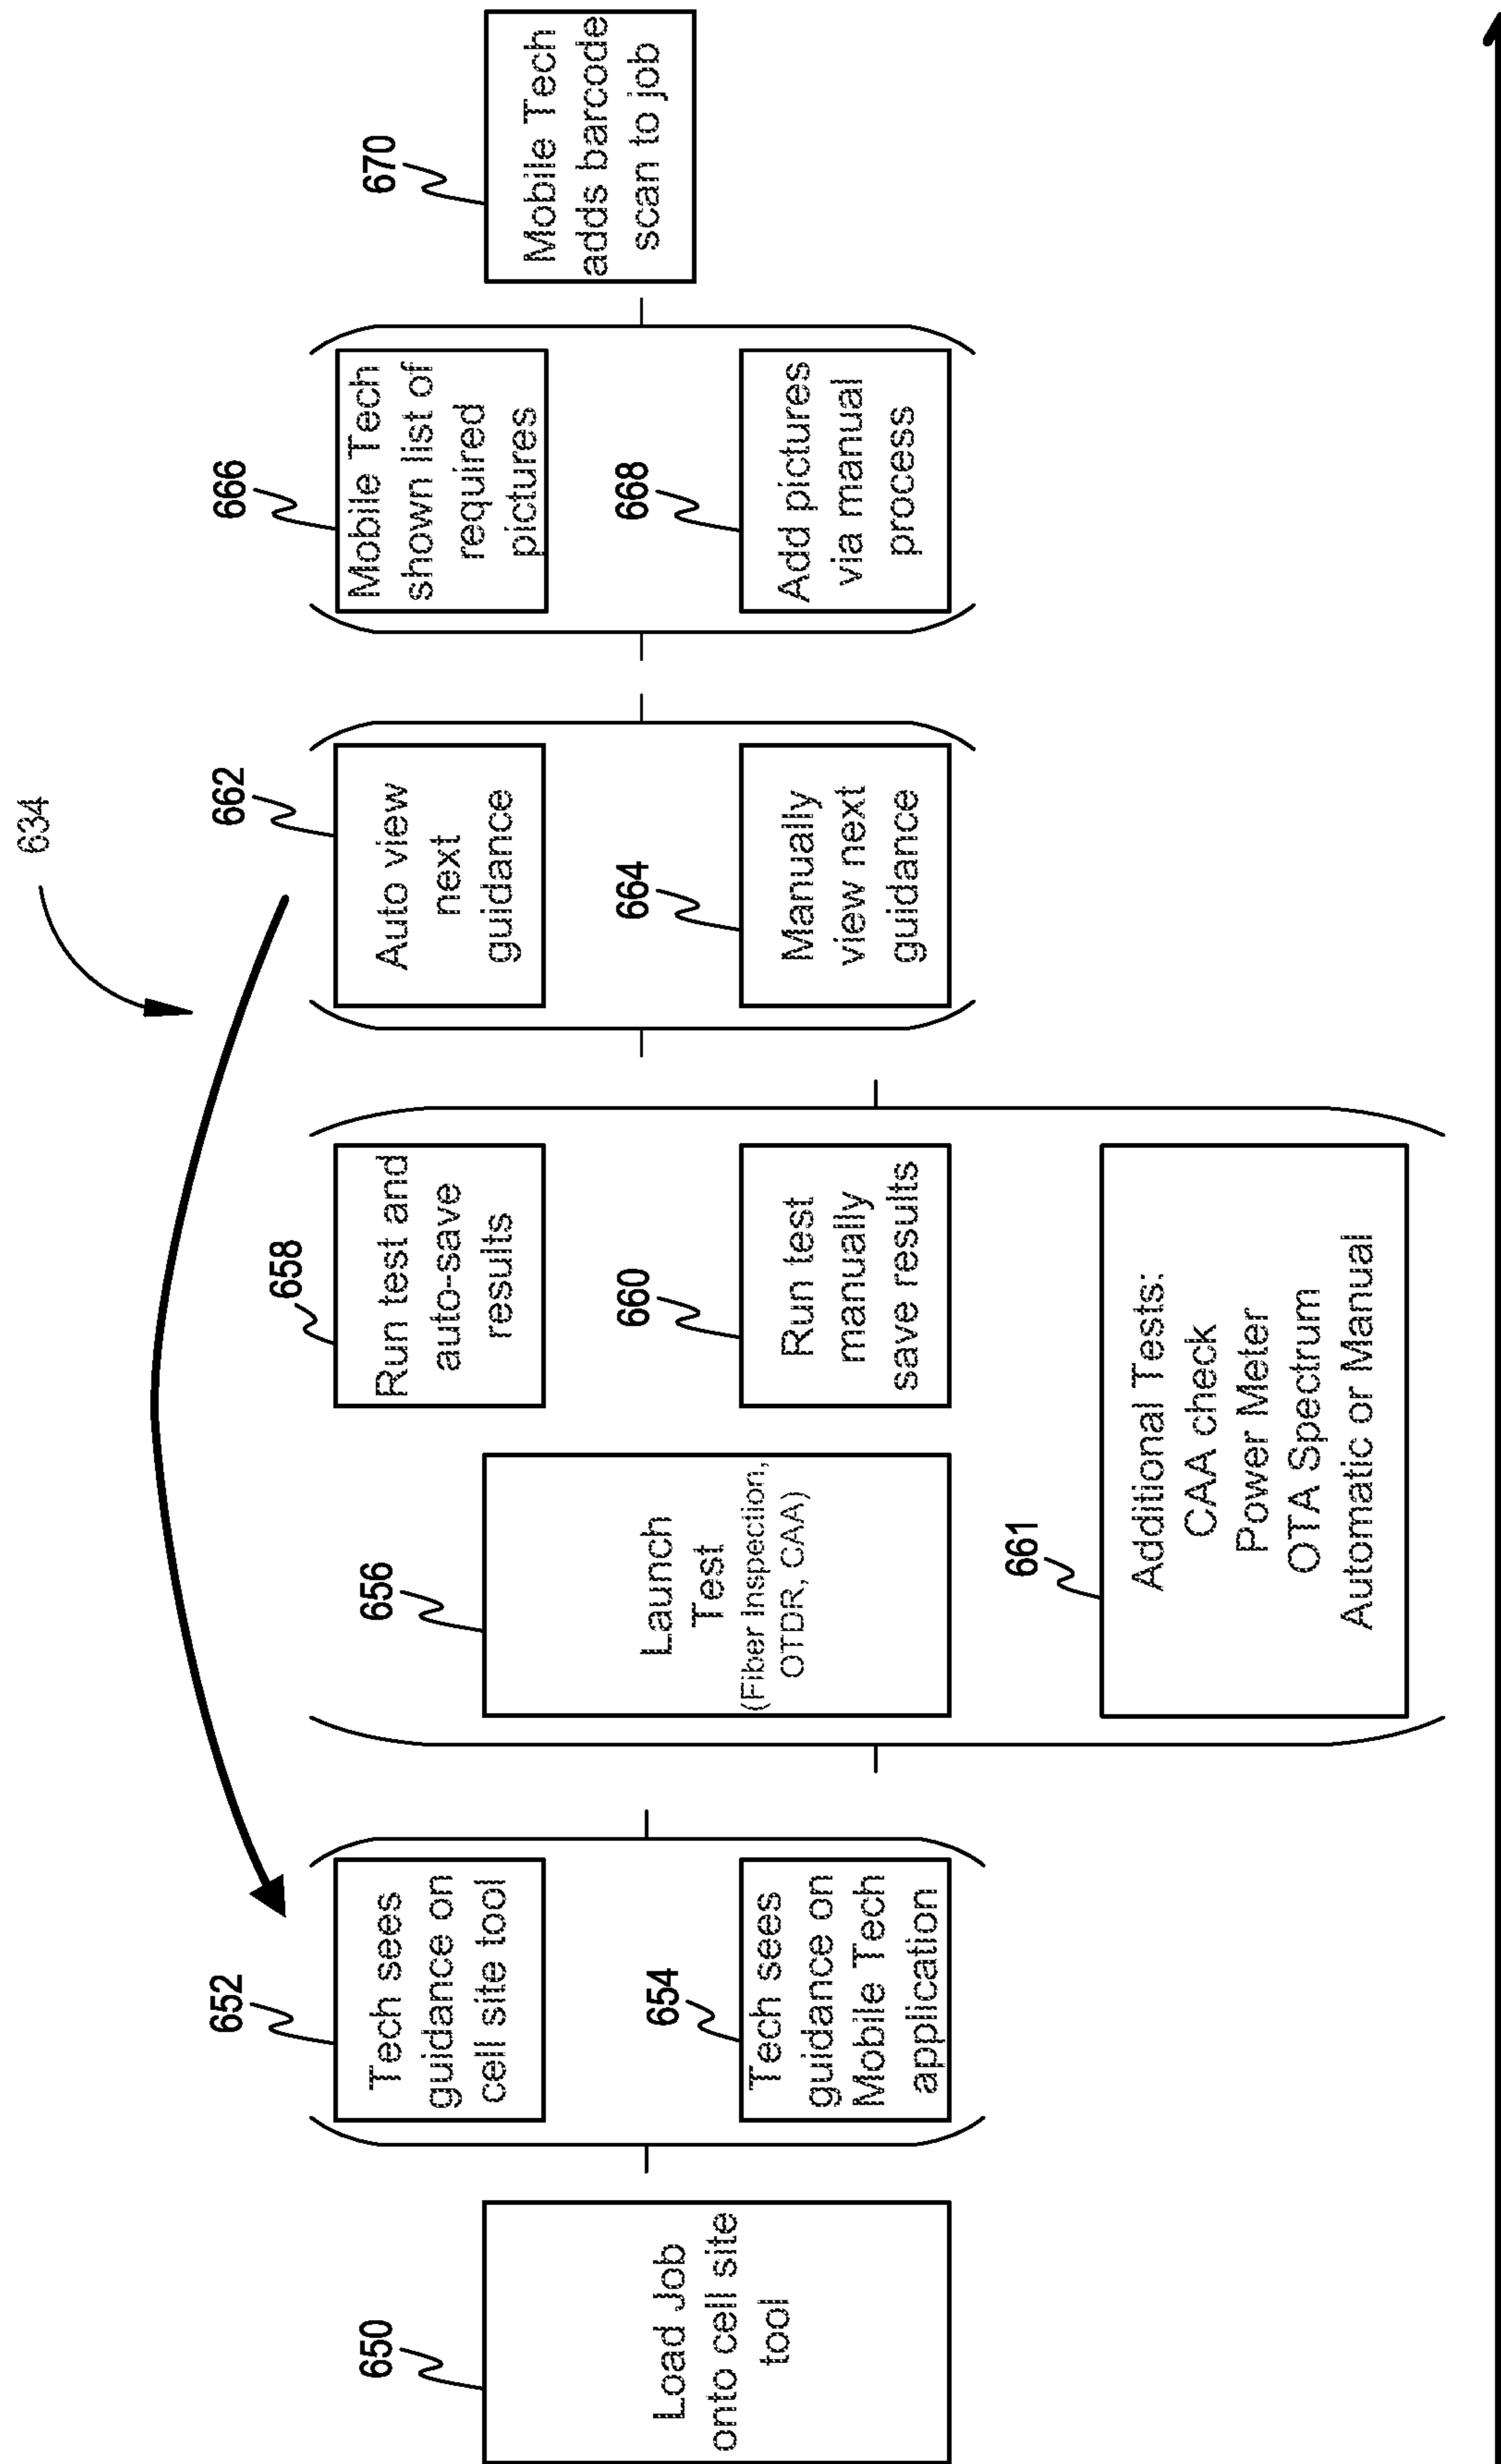 634
650
Load Job
onto cell site
tool
652
Tech sees
guidance on
cell site tool
654
Tech sees
guidance on
Mobile Tech
application
656
Launch
Test
(Fiber Inspection,
OTDR, CAA)
658
Run test and
auto-save
results
660
Run test
manually
save results
661
Additional Tests:
CAA check
Power Meter
OTA Spectrum
Automatic or Manual
662
Auto view
next
guidance
664
Manually
view next
guidance
666
Mobile Tech
shown list of
required
pictures
668
Add pictures
via manual
process
670
Mobile Tech
adds barcode
scan to job